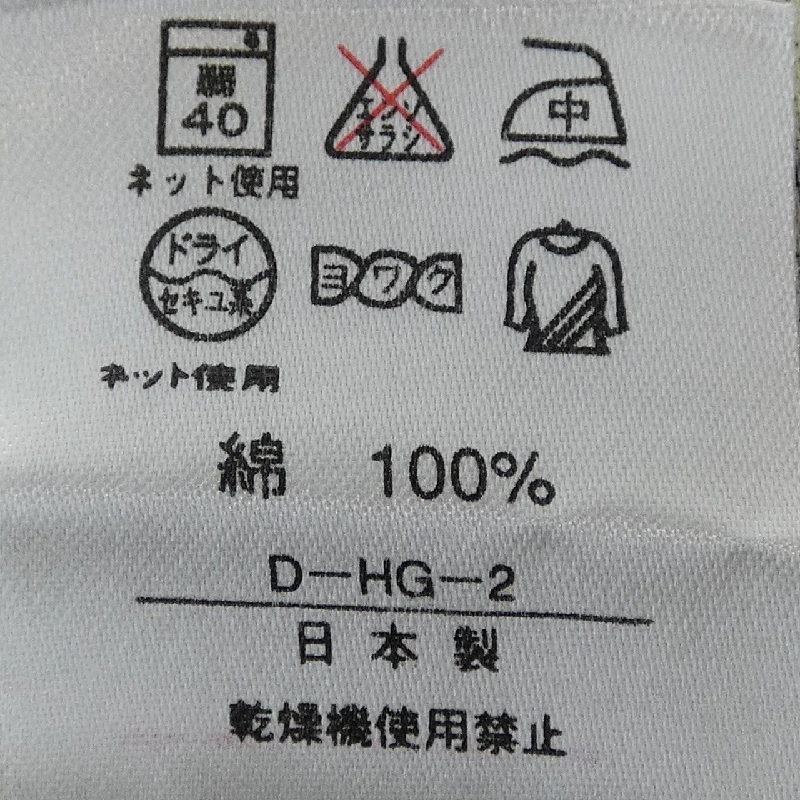 40
エンソ
サラシ
中
ネット使用
ドライ
セキユ系
ヨワク
ネット使用
綿 100%
D-HG-2
日本製
乾燥機使用禁止